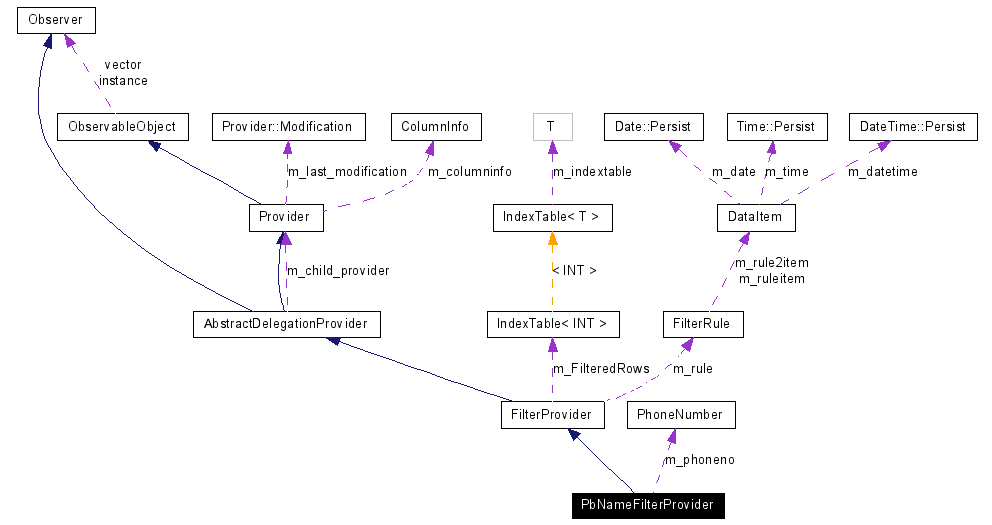 Observer
vector
instance
ObservableObject
Provider::Modification
ColumnInfo
T
Date::Persist
Time::Persist
DateTime::Persist
m_last_modification
m_columninfo
m_indextable
m_date
m_time
m_datetime
Provider
IndexTable< T >
DataItem
m_child_provider
< INT >
m_rule2item
m_ruleitem
AbstractDelegationProvider
IndexTable< INT >
FilterRule
m_FilteredRows
m_rule
FilterProvider
PhoneNumber
m_phoneno
PbNameFilterProvider